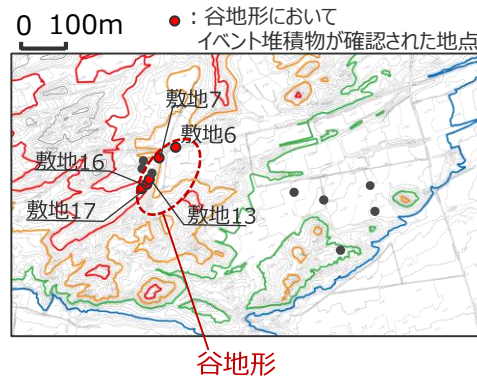 0 100m
●：谷地形において
イベント堆積物が確認された地点
敷地7
敷地6
敷地16
敷地17
敷地13
谷地形